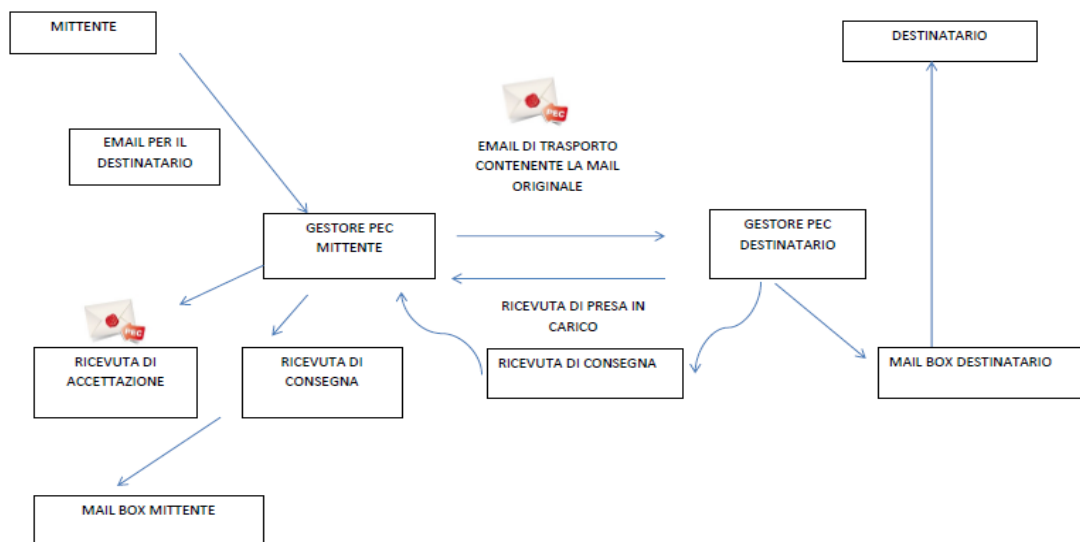 MITTENTE
DESTINATARIO
EMAIL PER IL
DESTINATARIO
PEC
EMAIL DI TRASPORTO
CONTENENTE LA MAIL
ORIGINALE
GESTORE PEC
MITTENTE
GESTORE PEC
DESTINATARIO
RICEVUTA DI PRESA IN
CARICO
PEC
RICEVUTA DI
ACCETTAZIONE
RICEVUTA DI
CONSEGNA
RICEVUTA DI CONSEGNA
MAIL BOX DESTINATARIO
MAIL BOX MITTENTE